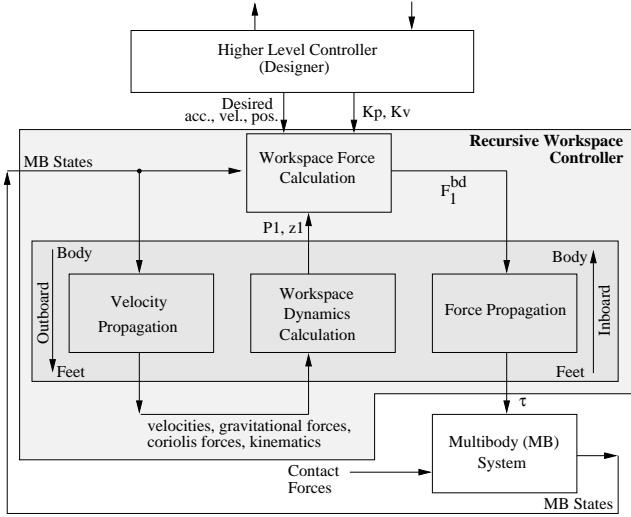 Higher Level Controller
(Designer)
Desired
acc., vel., pos.
Kp, Kv
Recursive Workspace
Controller
MB States
Workspace Force
Calculation
F1^bd
P1, z1
Body
Body
Outboard
Velocity
Propagation
Workspace
Dynamics
Calculation
Force Propagation
Inboard
Feet
Feet
velocities, gravitational forces,
coriolis forces, kinematics
τ
Multibody (MB)
System
Contact
Forces
MB States